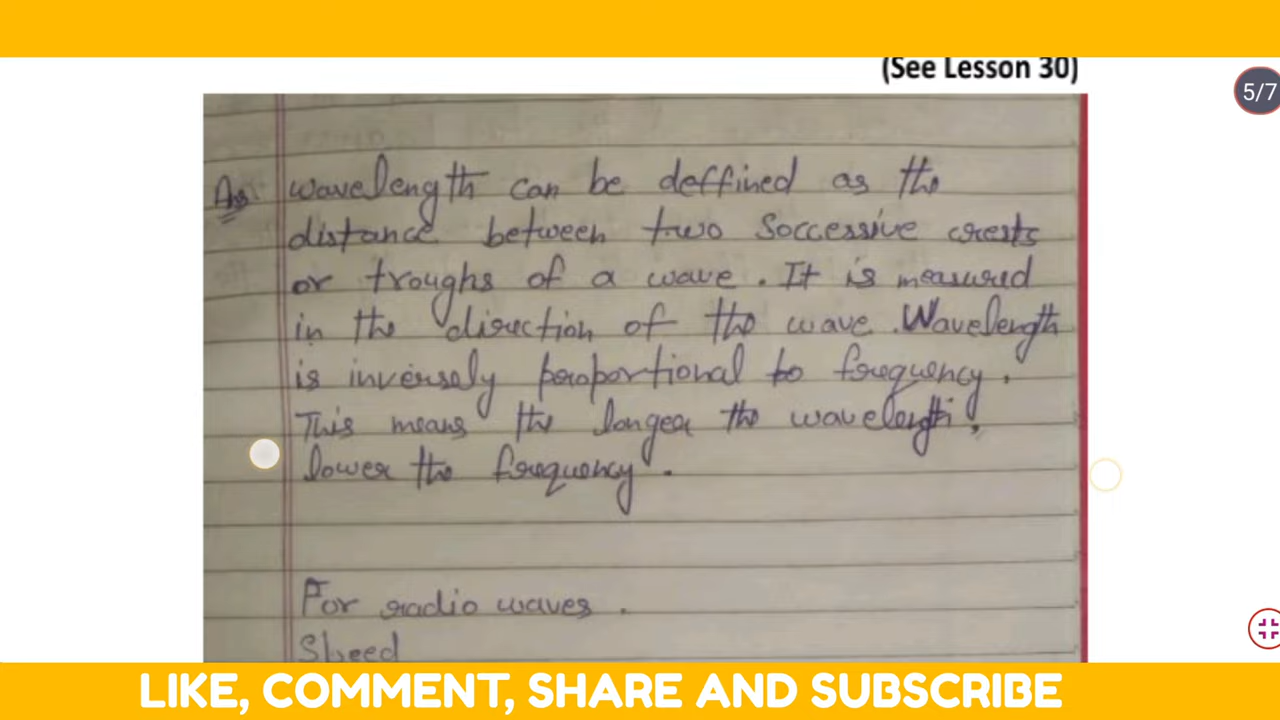 (See Lesson 30)
5/7
Ans: wavelength can be deffined as the
distance between two Soccessive crests
or troughs of a wave. It is measured
in the direction of the wave. Wavelength
is inversely proportional to frequency.
This means the longer the wavelength,
lower the frequency.
For radio waves.
Speed
LIKE, COMMENT, SHARE AND SUBSCRIBE